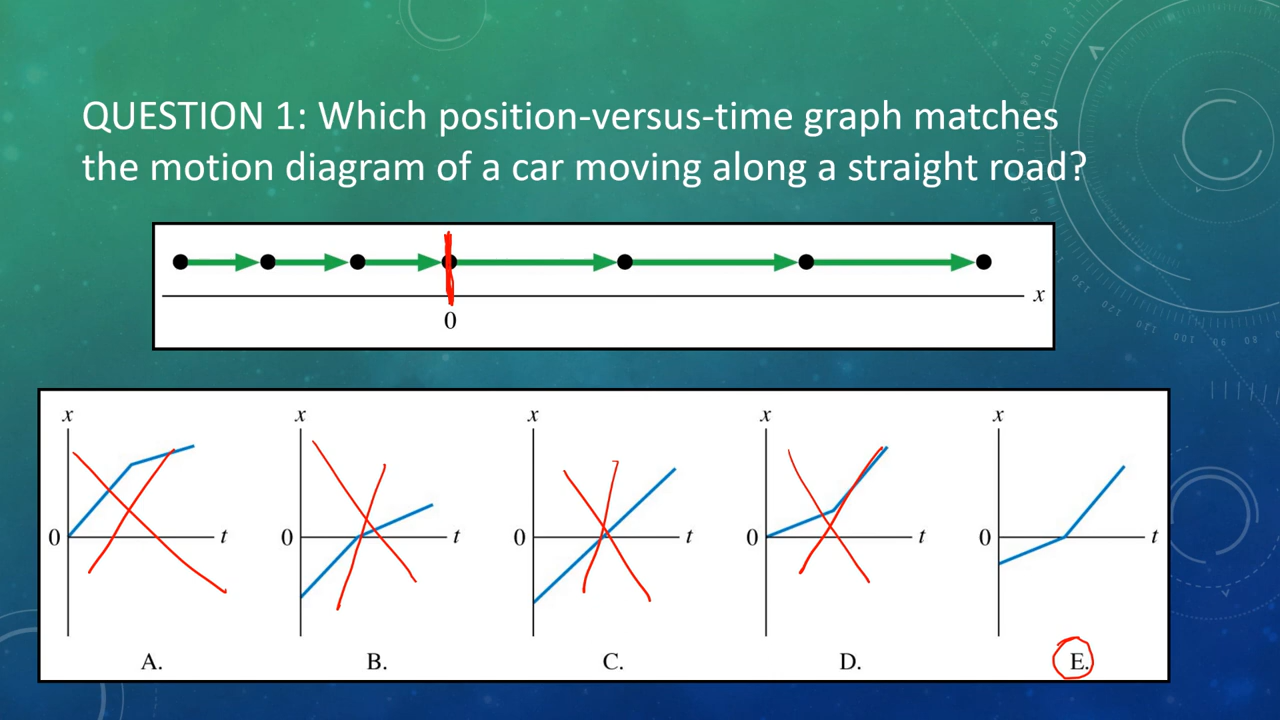 QUESTION 1: Which position-versus-time graph matches
the motion diagram of a car moving along a straight road?
x
0
x
x
x
x
x
0
t
0
t
0
t
0
t
0
t
A.
B.
C.
D.
E.